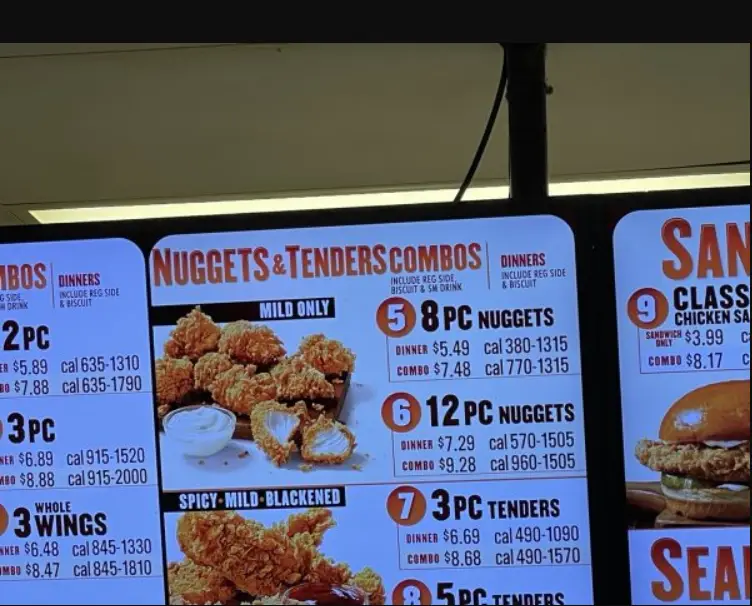 DINNERS
INCLUDE REG SIDE
& BISCUIT
2PC
$5.89 cal 635-1310
$7.88 cal 635-1790
3PC
$6.89 cal 915-1520
$8.88 cal 915-2000
3 WHOLE
WINGS
$6.48 cal 845-1330
$8.47 cal 845-1810
NUGGETS & TENDERS COMBOS
INCLUDE REG SIDE,
BISCUIT & SM DRINK
DINNERS
INCLUDE REG SIDE
& BISCUIT
MILD ONLY
5 8PC NUGGETS
DINNER $5.49 cal 380-1315
COMBO $7.48 cal 770-1315
6 12PC NUGGETS
DINNER $7.29 cal 570-1505
COMBO $9.28 cal 960-1505
SPICY·MILD·BLACKENED
7 3PC TENDERS
DINNER $6.69 cal 490-1090
COMBO $8.68 cal 490-1570
8 5PC TENDERS
SAN
9 CLASS
CHICKEN SA
SANDWICH
ONLY $3.99 C
COMBO $8.17 C
SEA